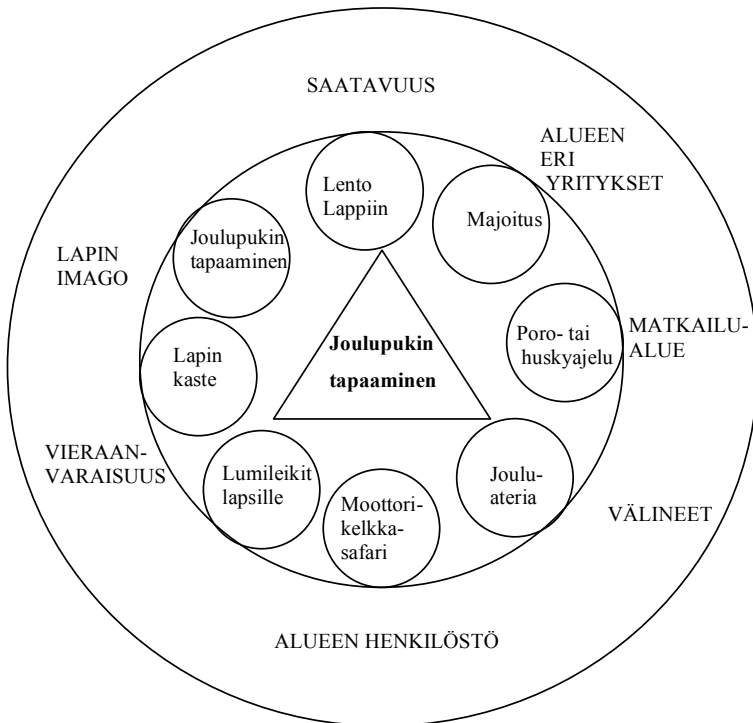 SAATAVUUS
ALUEEN
ERI
YRITYKSET
Lento
Lappiin
Majoitus
Joulupukin
tapaaminen
LAPIN
IMAGO
Poro- tai
huskyajelu
MATKAILU-
ALUE
Joulupukin
tapaaminen
Lapin
kaste
VIERAAN-
VARAISUUS
Lumileikit
lapsille
Moottori-
kelkka-
safari
Joulu-
ateria
VÄLINEET
ALUEEN HENKILÖSTÖ